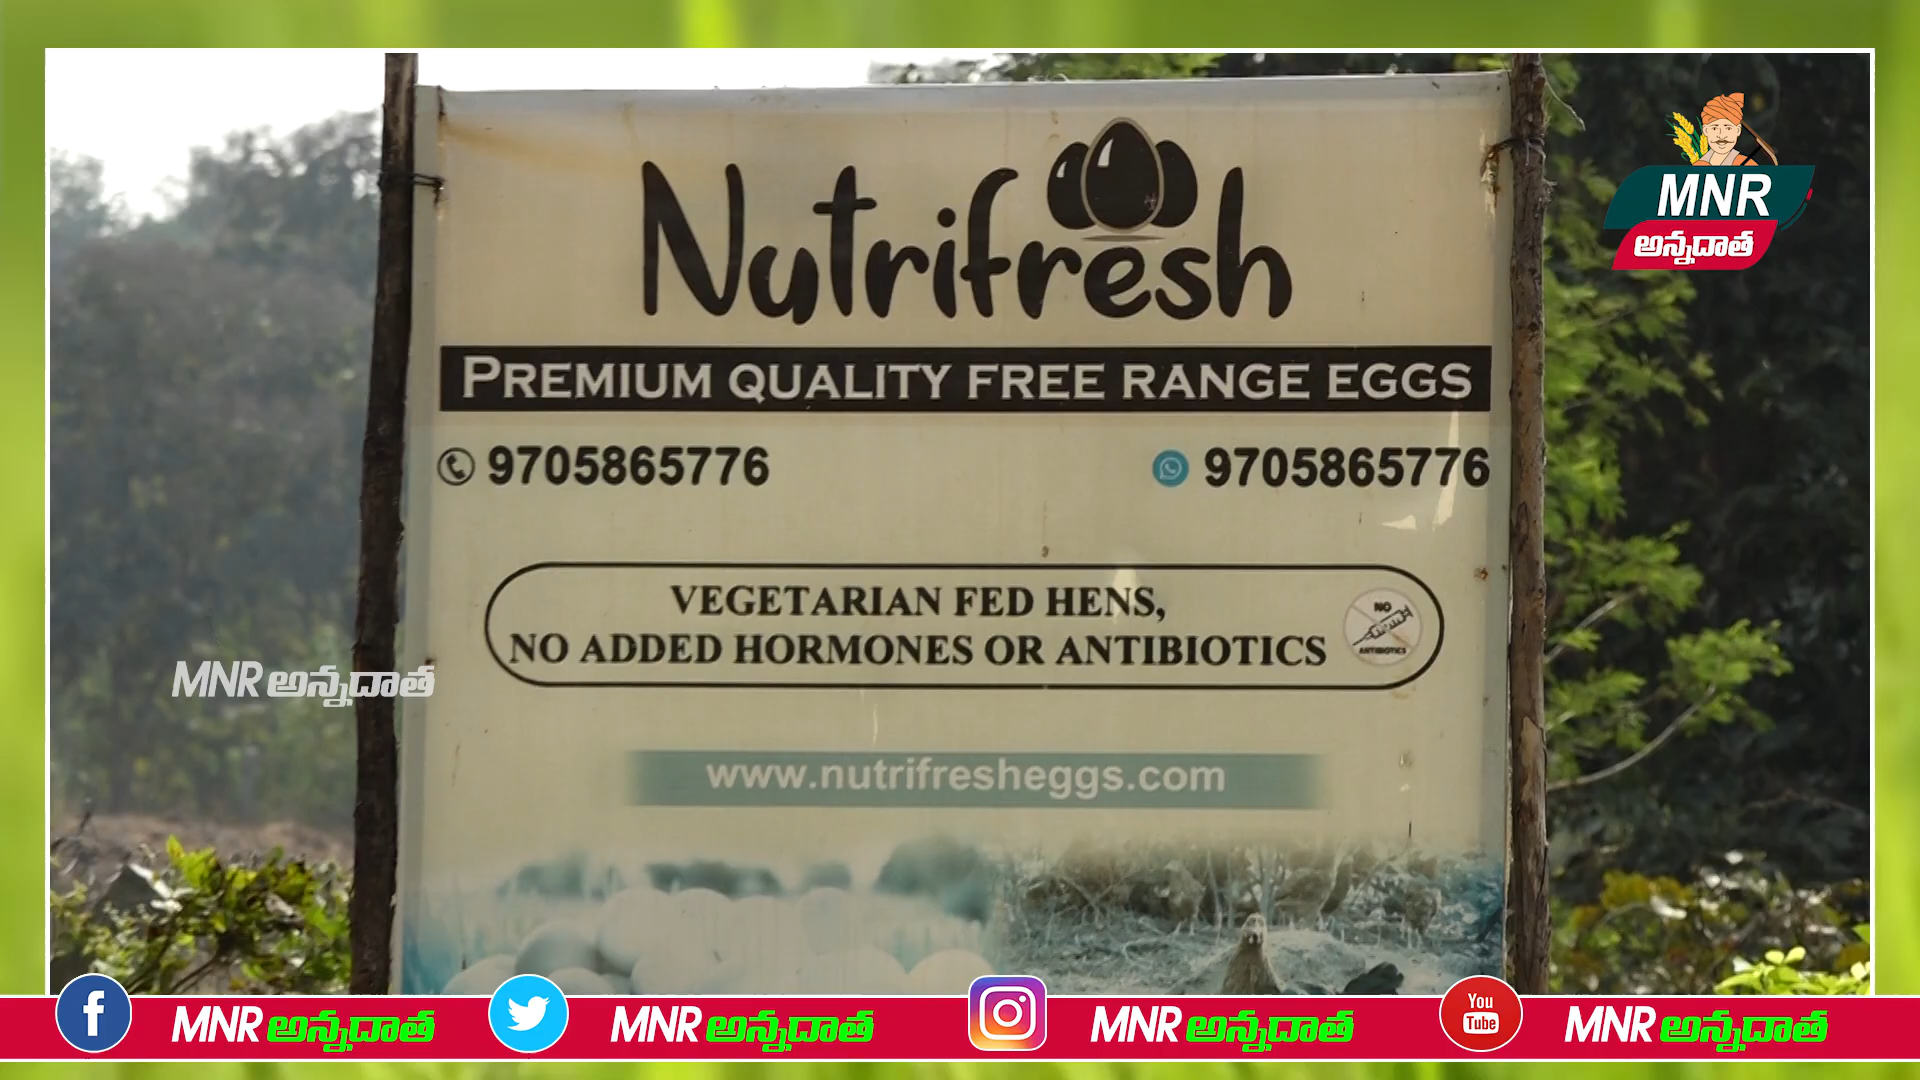 Nutrifresh
PREMIUM QUALITY FREE RANGE EGGS
9705865776
9705865776
VEGETARIAN FED HENS,
NO ADDED HORMONES OR ANTIBIOTICS
NO
ANTIBIOTICS
www.nutrifresheggs.com
MNR
అన్నదాత
MNR అన్నదాత
MNR అన్నదాత
MNR అన్నదాత
MNR అన్నదాత
You
Tube
MNR అన్నదాత